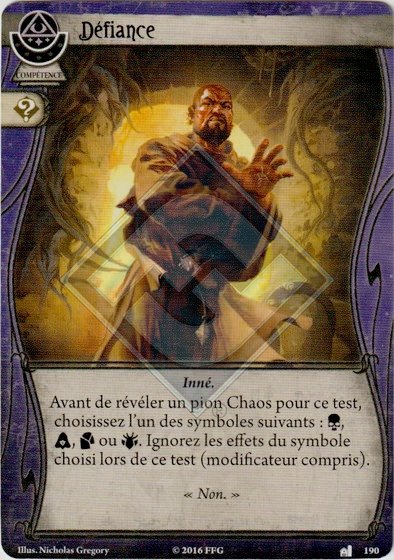 Défiance
COMPÉTENCE
?
Inné.
Avant de révéler un pion Chaos pour ce test,
choisissez l'un des symboles suivants : ,
,  ou . Ignorez les effets du symbole
choisi lors de ce test (modificateur compris).
« Non. »
Illus. Nicholas Gregory © 2016 FFG 190